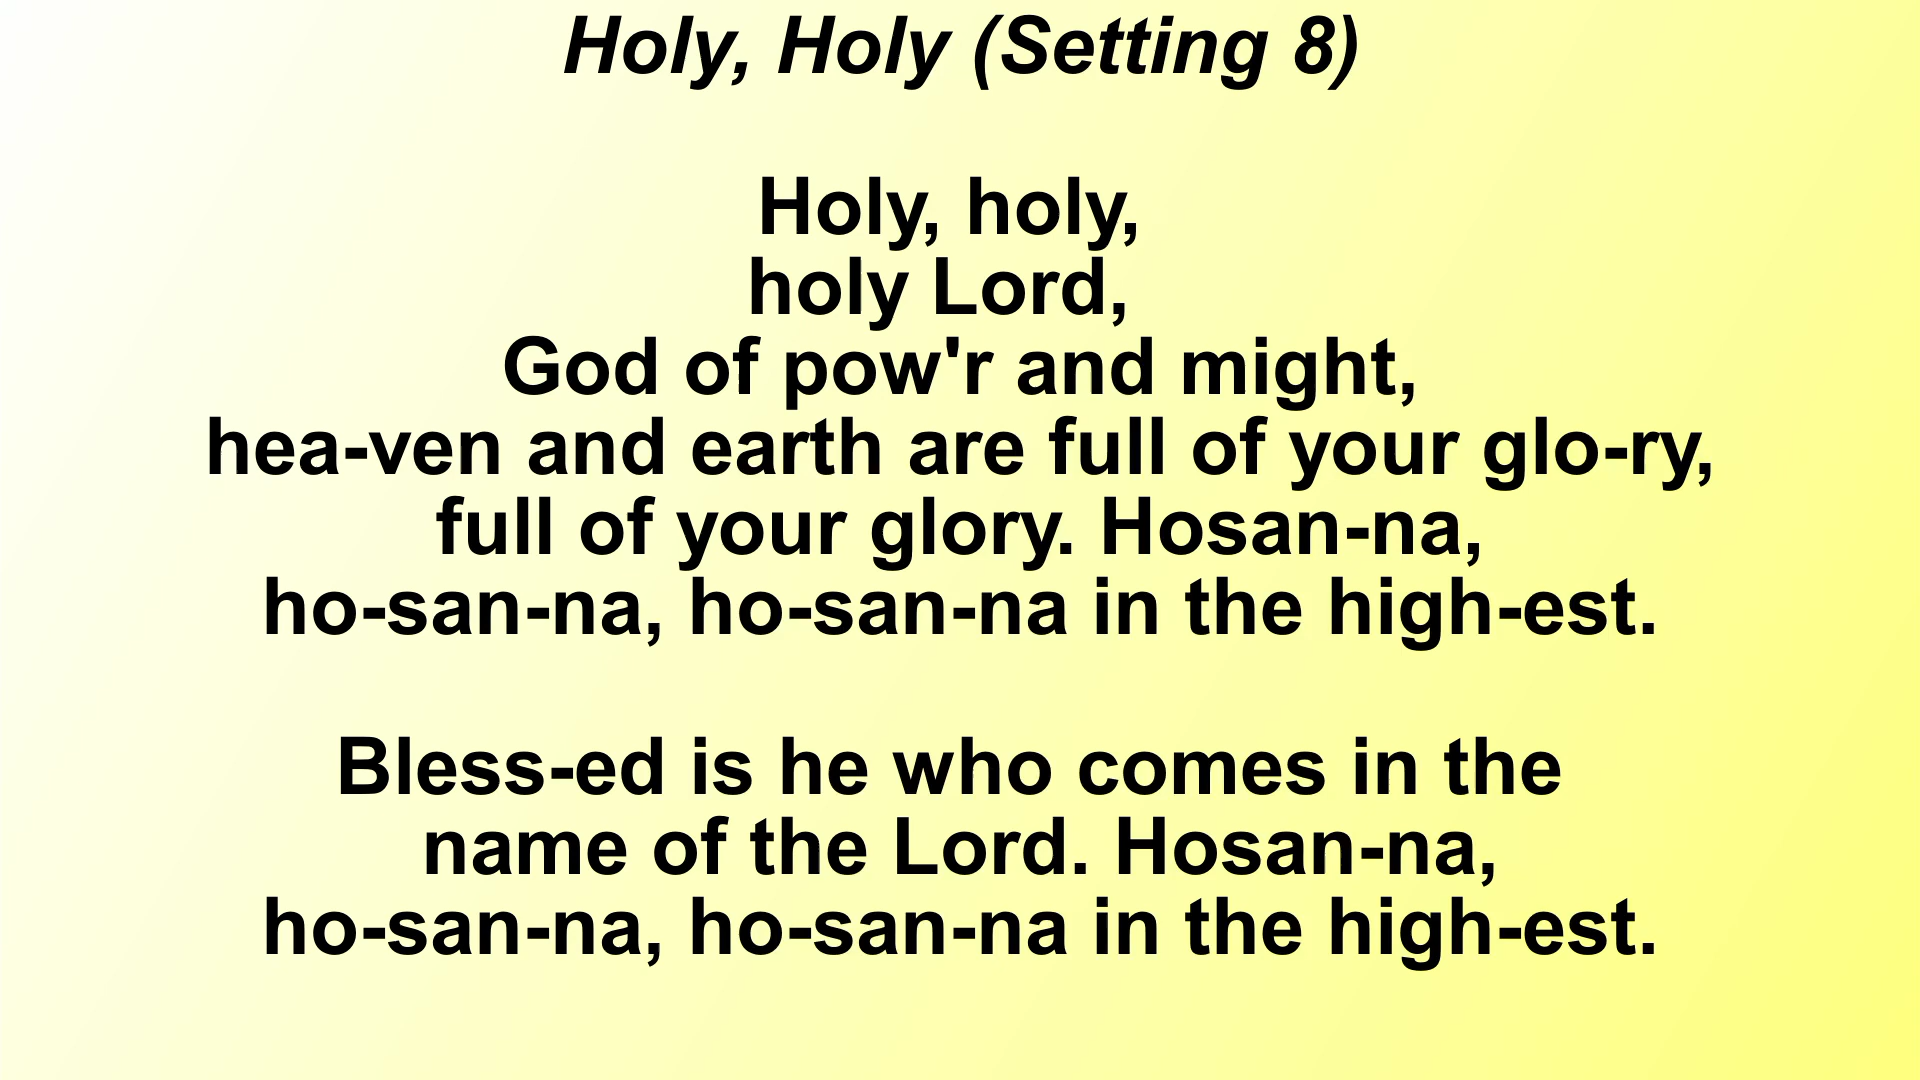 Holy, Holy (Setting 8)
Holy, holy,
holy Lord,
God of pow'r and might,
hea-ven and earth are full of your glo-ry,
full of your glory. Hosan-na,
ho-san-na, ho-san-na in the high-est.
Bless-ed is he who comes in the
name of the Lord. Hosan-na,
ho-san-na, ho-san-na in the high-est.